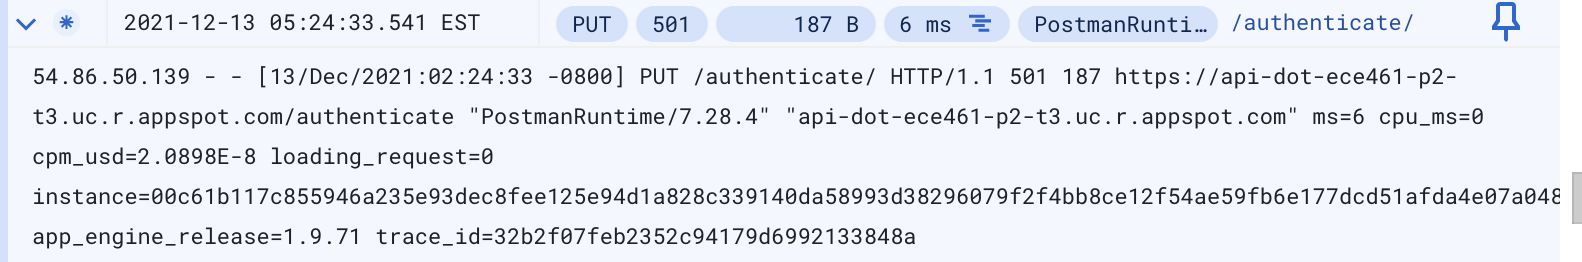 2021-12-13 05:24:33.541 EST PUT 501 187 B 6 ms PostmanRunti… /authenticate/
54.86.50.139 - - [13/Dec/2021:02:24:33 -0800] PUT /authenticate/ HTTP/1.1 501 187 https://api-dot-ece461-p2-
t3.uc.r.appspot.com/authenticate "PostmanRuntime/7.28.4" "api-dot-ece461-p2-t3.uc.r.appspot.com" ms=6 cpu_ms=0
cpm_usd=2.0898E-8 loading_request=0
instance=00c61b117c855946a235e93dec8fee125e94d1a828c339140da58993d38296079f2f4bb8ce12f54ae59fb6e177dcd51afda4e07a048
app_engine_release=1.9.71 trace_id=32b2f07feb2352c94179d6992133848a